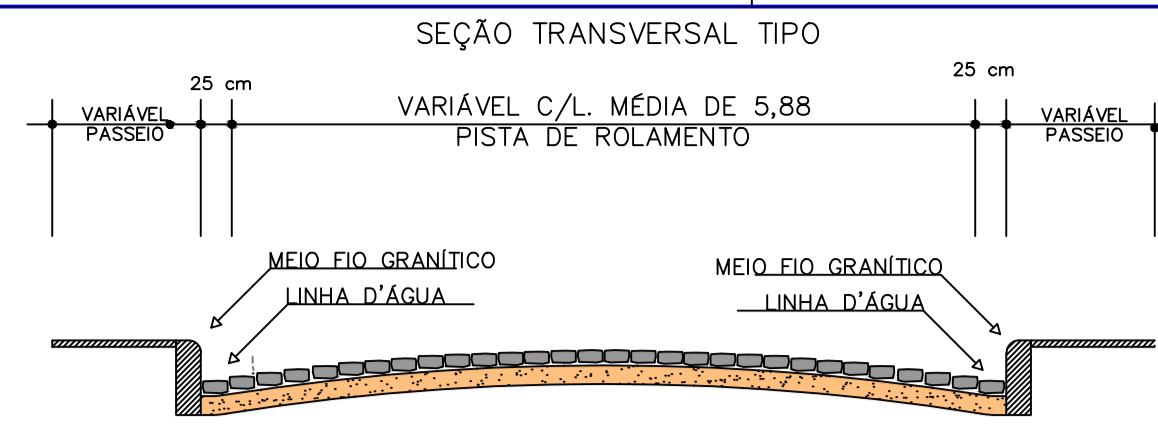 SEÇÃO TRANSVERSAL TIPO
25 cm
25 cm
VARIÁVEL
PASSEIO
VARIÁVEL C/L. MÉDIA DE 5,88
PISTA DE ROLAMENTO
VARIÁVEL
PASSEIO
MEIO FIO GRANÍTICO
LINHA D'ÁGUA
MEIO FIO GRANÍTICO
LINHA D'ÁGUA